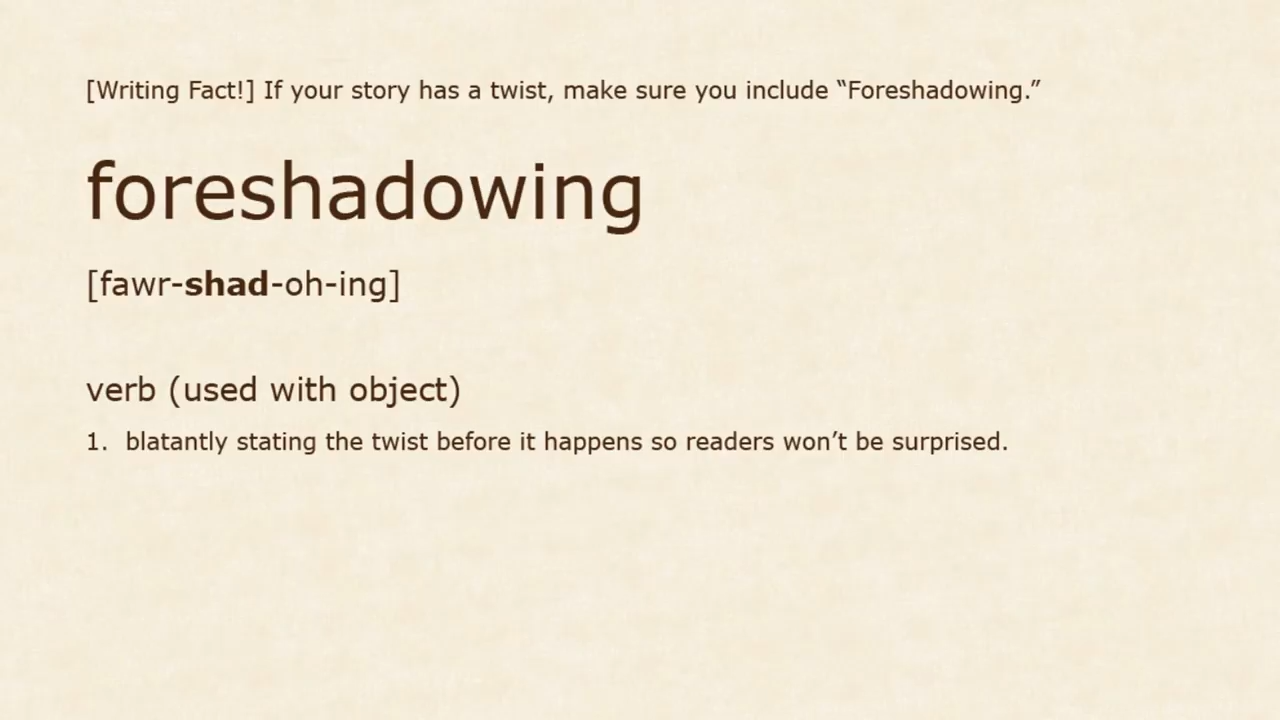 [Writing Fact!] If your story has a twist, make sure you include “Foreshadowing.”
foreshadowing
[fawr-shad-oh-ing]
verb (used with object)
1. blatantly stating the twist before it happens so readers won’t be surprised.